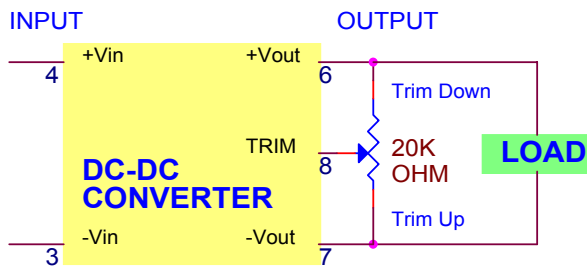 INPUT
OUTPUT
4
+Vin
+Vout
6
Trim Down
TRIM
8
20K
OHM
LOAD
DC-DC
CONVERTER
Trim Up
3
-Vin
-Vout
7